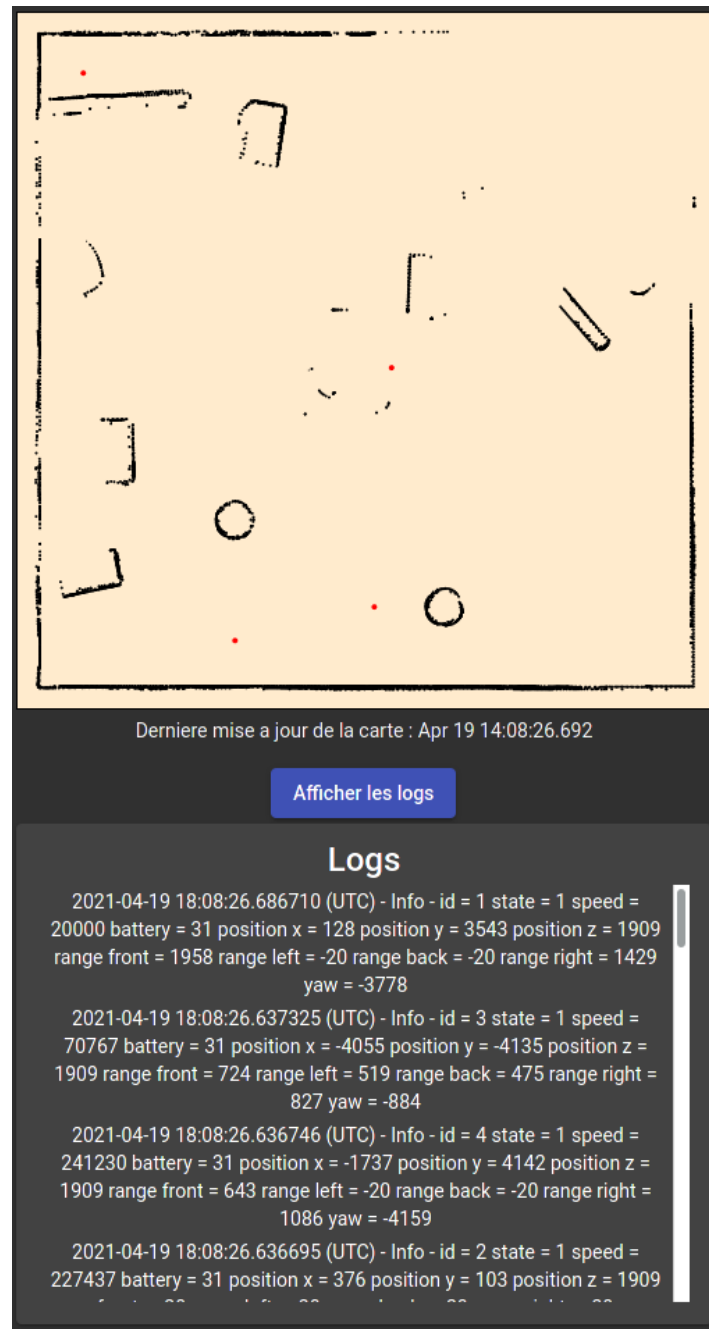 Derniere mise a jour de la carte : Apr 19 14:08:26.692
Afficher les logs
Logs
2021-04-19 18:08:26.686710 (UTC) - Info - id = 1 state = 1 speed =
20000 battery = 31 position x = 128 position y = 3543 position z = 1909
range front = 1958 range left = -20 range back = -20 range right = 1429
yaw = -3778
2021-04-19 18:08:26.637325 (UTC) - Info - id = 3 state = 1 speed =
70767 battery = 31 position x = -4055 position y = -4135 position z =
1909 range front = 724 range left = 519 range back = 475 range right =
827 yaw = -884
2021-04-19 18:08:26.636746 (UTC) - Info - id = 4 state = 1 speed =
241230 battery = 31 position x = -1737 position y = 4142 position z =
1909 range front = 643 range left = -20 range back = -20 range right =
1086 yaw = -4159
2021-04-19 18:08:26.636695 (UTC) - Info - id = 2 state = 1 speed =
227437 battery = 31 position x = 376 position y = 103 position z = 1909